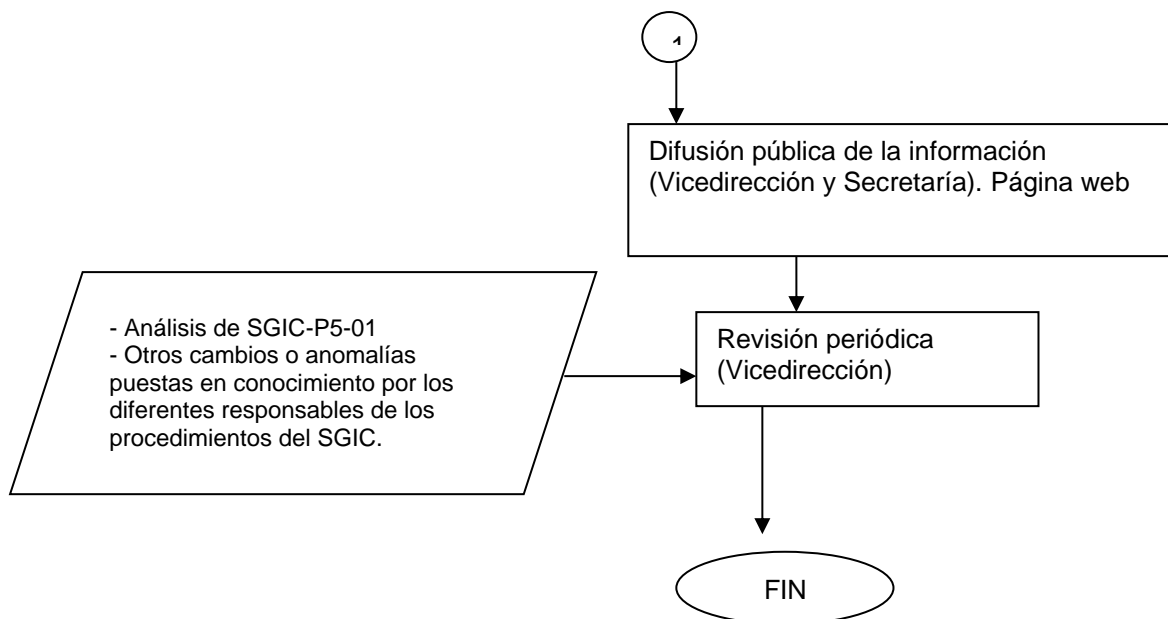 1
Difusión pública de la información
(Vicedirección y Secretaría). Página web
- Análisis de SGIC-P5-01
- Otros cambios o anomalías
puestas en conocimiento por los
diferentes responsables de los
procedimientos del SGIC.
Revisión periódica
(Vicedirección)
FIN